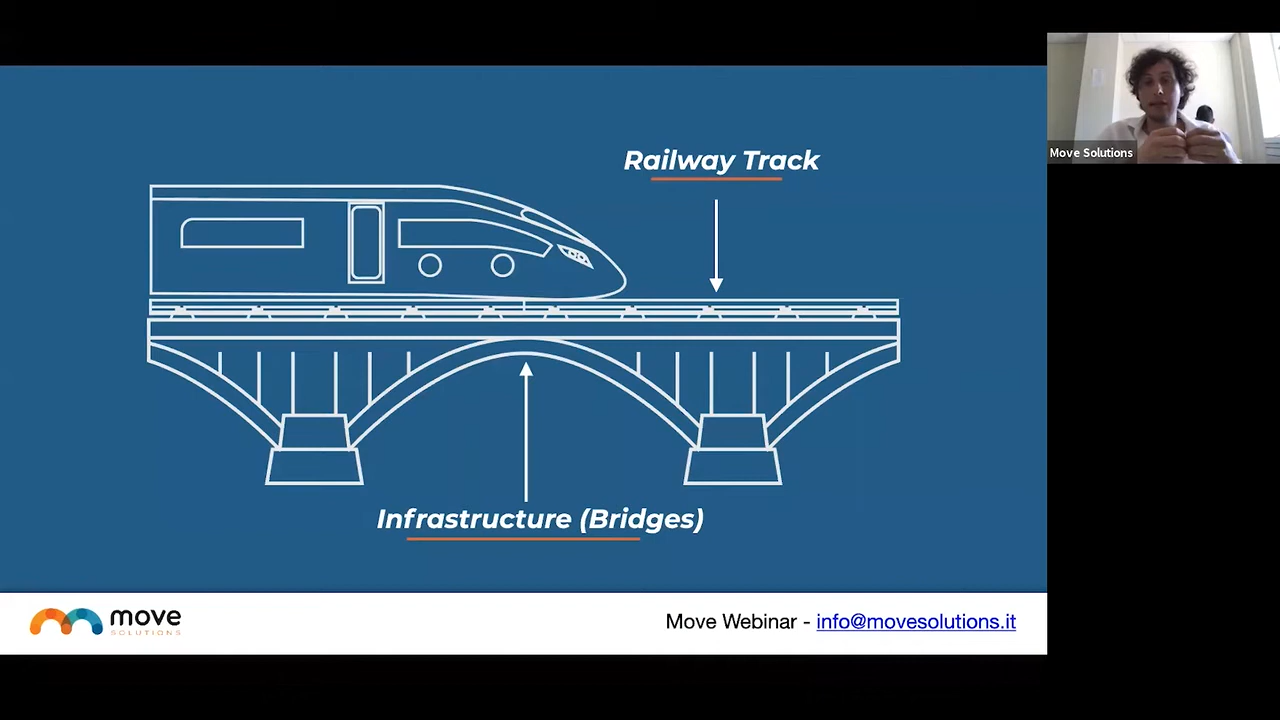 Railway Track
Infrastructure (Bridges)
move
SOLUTIONS
Move Webinar - info@movesolutions.it
Move Solutions